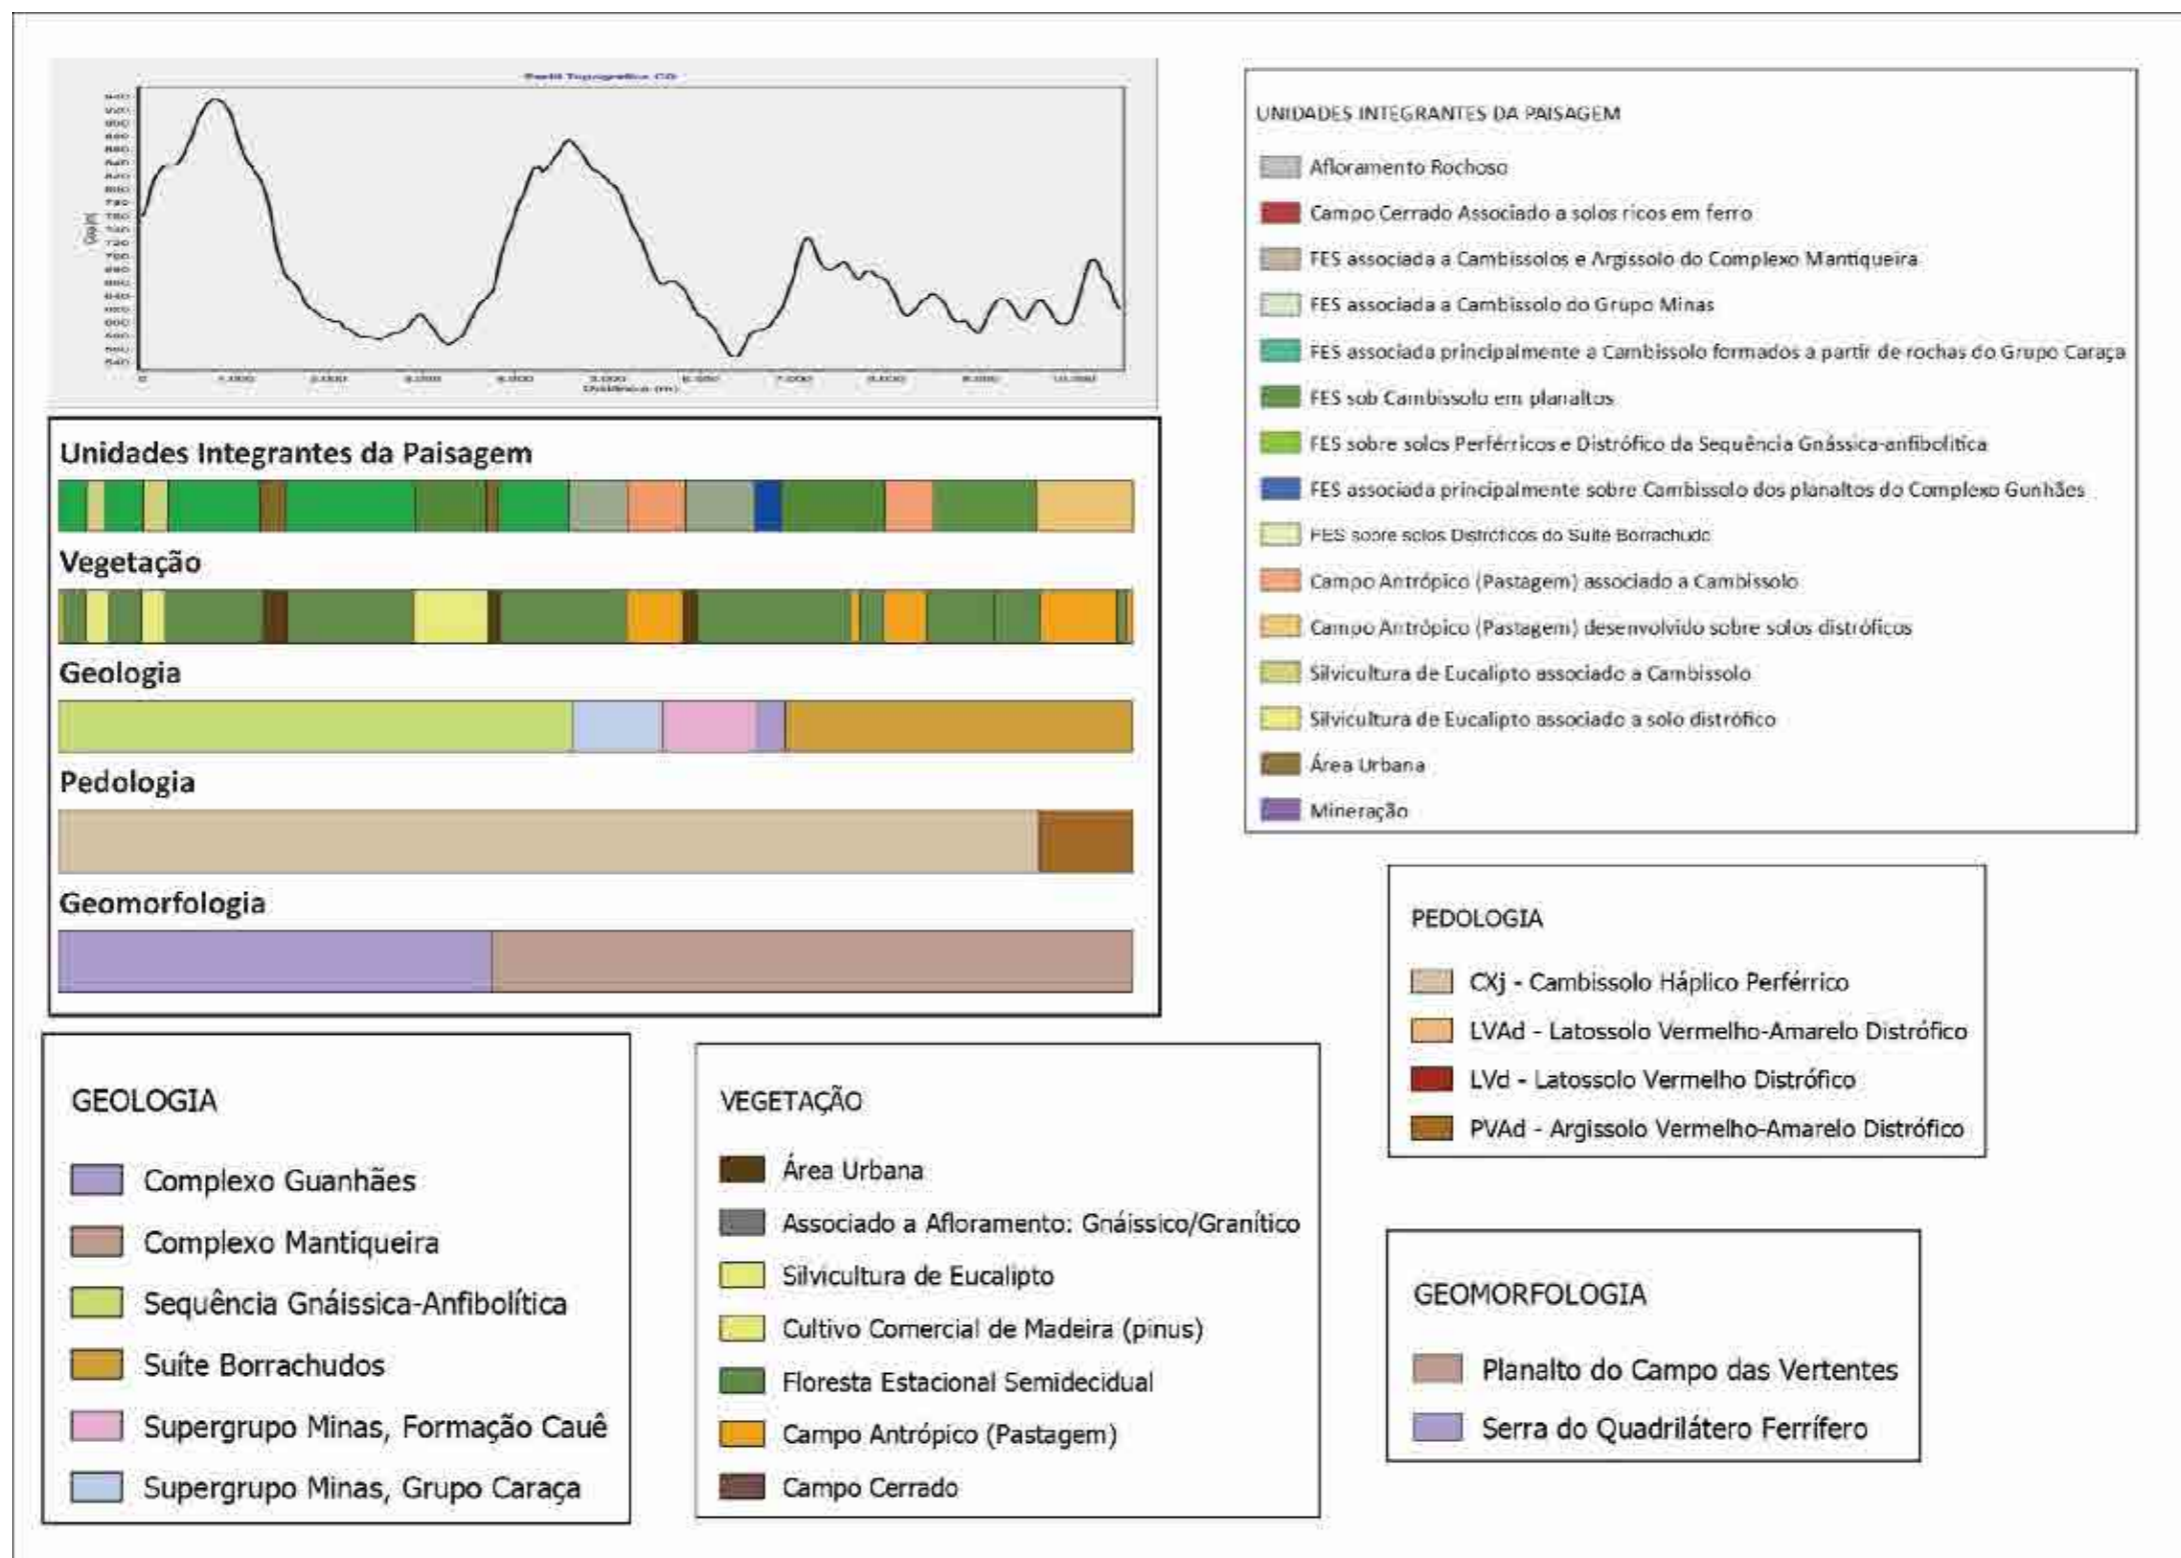 Perfil Topográfico CD
Cota(m)
Distância (m)
Unidades Integrantes da Paisagem
Vegetação
Geologia
Pedologia
Geomorfologia
UNIDADES INTEGRANTES DA PAISAGEM
Afloramento Rochoso
Campo Cerrado Associado a solos ricos em ferro
FES associada a Cambissolos e Argissolo do Complexo Mantiqueira
FES associada a Cambissolo do Grupo Minas
FES associada principalmente a Cambissolo formados a partir de rochas do Grupo Caraça
FES sob Cambissolo em planaltos
FES sobre solos Perférricos e Distrófico da Sequência Gnássica-anfibolítica
FES associada principalmente sobre Cambissolo dos planaltos do Complexo Gunhães
FES sobre solos Distróficos do Suíte Borrachudo
Campo Antrópico (Pastagem) associado a Cambissolo
Campo Antrópico (Pastagem) desenvolvido sobre solos distróficos
Silvicultura de Eucalipto associado a Cambissolo
Silvicultura de Eucalipto associado a solo distrófico
Área Urbana
Mineração
PEDOLOGIA
CXj - Cambissolo Háplico Perférrico
LVAd - Latossolo Vermelho-Amarelo Distrófico
LVd - Latossolo Vermelho Distrófico
PVAd - Argissolo Vermelho-Amarelo Distrófico
GEOLOGIA
Complexo Guanhães
Complexo Mantiqueira
Sequência Gnáissica-Anfibolítica
Suíte Borrachudos
Supergrupo Minas, Formação Cauê
Supergrupo Minas, Grupo Caraça
VEGETAÇÃO
Área Urbana
Associado a Afloramento: Gnáissico/Granítico
Silvicultura de Eucalipto
Cultivo Comercial de Madeira (pinus)
Floresta Estacional Semidecidual
Campo Antrópico (Pastagem)
Campo Cerrado
GEOMORFOLOGIA
Planalto do Campo das Vertentes
Serra do Quadrilátero Ferrífero